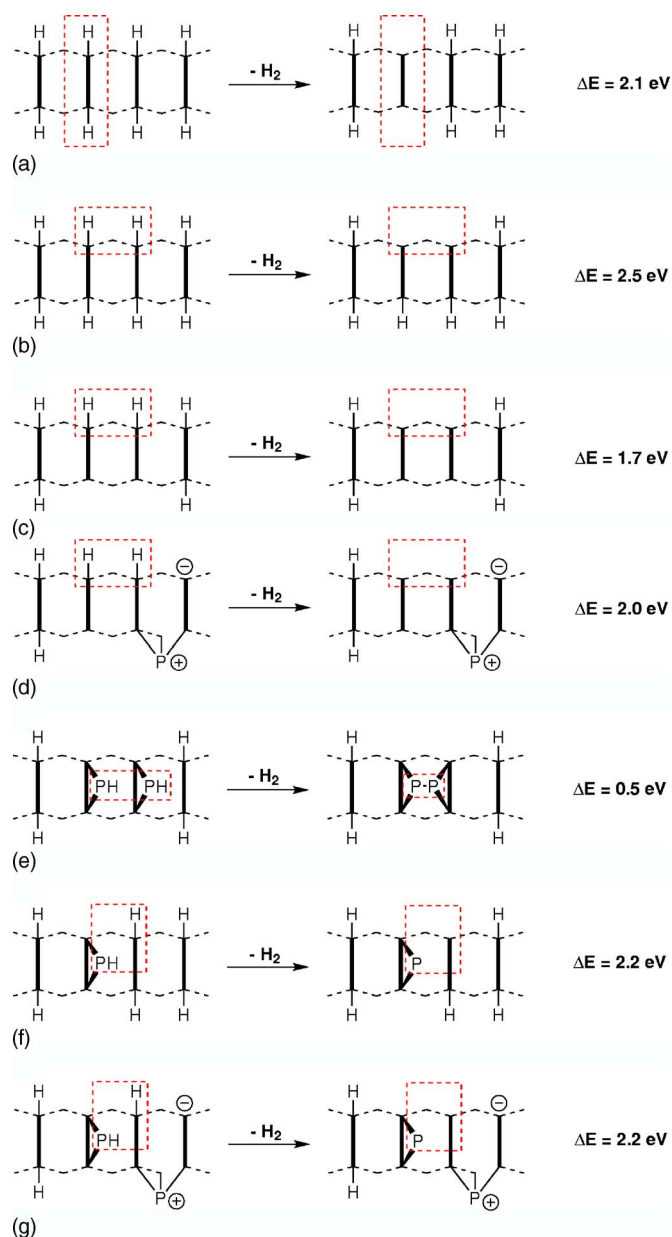 H H H H H H H
- H₂ ΔE = 2.1 eV
H H H H H H H
(a)
H H H H H H
- H₂ ΔE = 2.5 eV
H H H H H H H H
(b)
H H H H H H
- H₂ ΔE = 1.7 eV
H H H H
(c)
H H H ⊖ H ⊖
- H₂ ΔE = 2.0 eV
H P ⊕ H P ⊕
(d)
H H H H
PH PH - H₂ P-P ΔE = 0.5 eV
H H H H
(e)
H H H H H
PH - H₂ P ΔE = 2.2 eV
H H H H H H
(f)
H H ⊖ H ⊖
PH - H₂ P ΔE = 2.2 eV
H P ⊕ H P ⊕
(g)